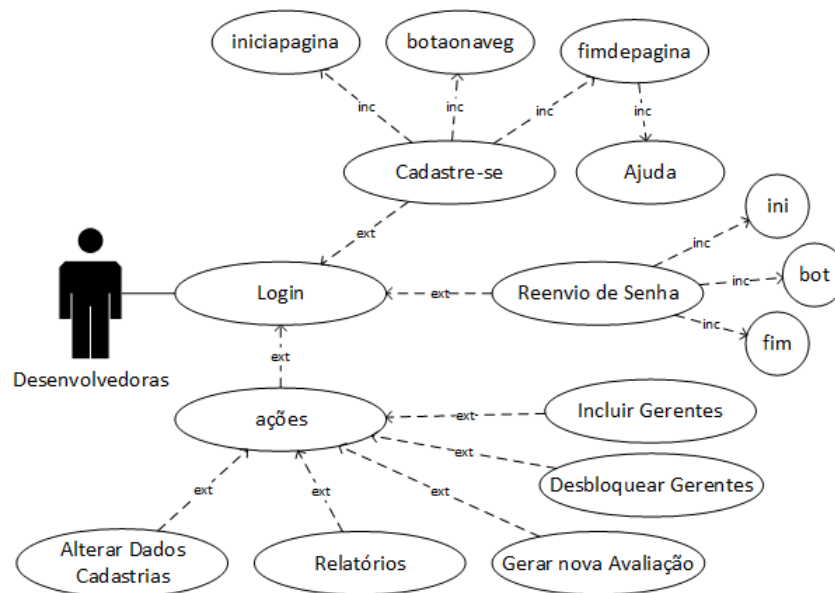 iniciapagina
botaonaveg
fimdepagina
inc
inc
inc
inc
Cadastre-se
Ajuda
ini
ext
inc
Login
ext
Reenvio de Senha
inc
bot
inc
fim
Desenvolvedoras
ext
ações
ext
Incluir Gerentes
ext
Desbloquear Gerentes
ext
ext
ext
Alterar Dados
Cadastrias
Relatórios
Gerar nova Avaliação